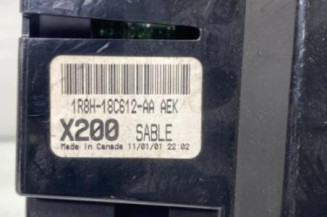 1R8H-18C612-AA AEK
X200 SABLE
Made in Canada 11/01/01 22:02